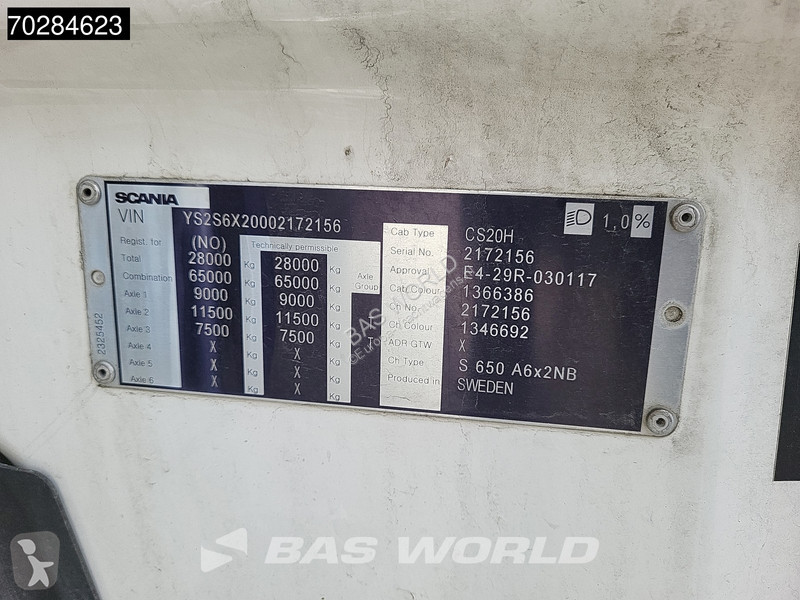 70284623
SCANIA
VIN YS2S6X20002172156
Regist. for (NO) Technically permissible
Total 28000 Kg 28000 Kg
Combination 65000 Kg 65000 Kg Axle Group
Axle 1 9000 Kg 9000 Kg
Axle 2 11500 Kg 11500 Kg
Axle 3 7500 Kg 7500 Kg
Axle 4 X Kg X Kg
Axle 5 X Kg X Kg
Axle 6 X Kg X Kg
2325452
Cab Type CS20H 1,0%
Serial No. 2172156
Approval E4-29R-030117
Cab Colour 1366386
Ch No. 2172156
Ch Colour 1346692
ADR GTW X
Ch Type S 650 A6x2NB
Produced in SWEDEN
BAS WORLD
BAS WORLD